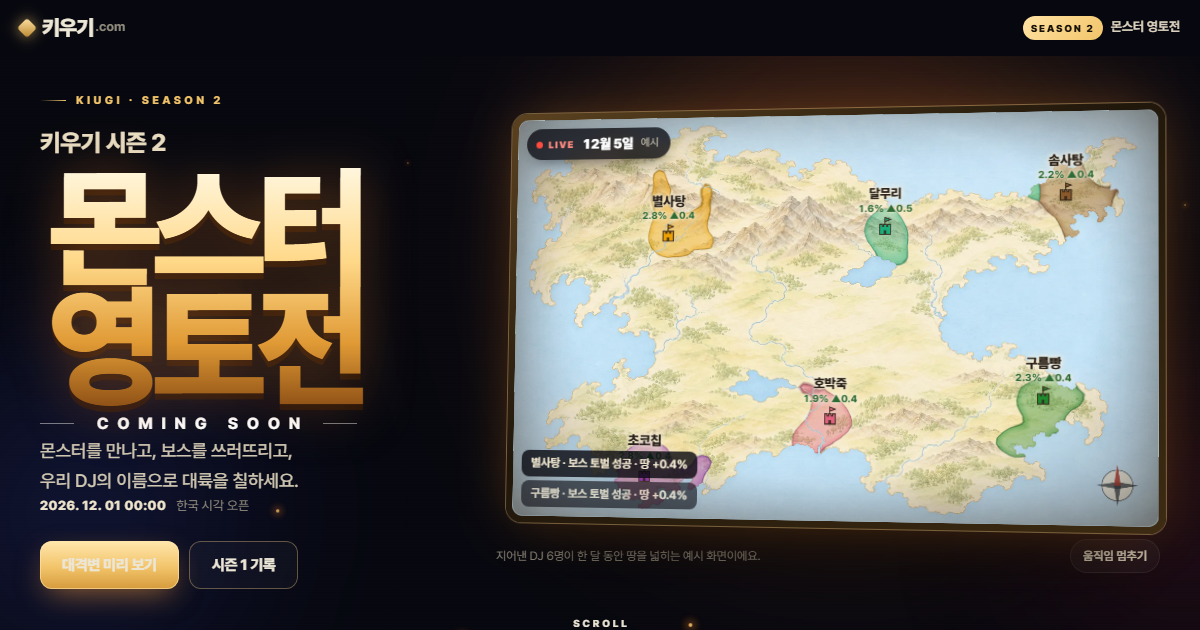 키우기.com
SEASON 2 몬스터 영토전
KIUGI · SEASON 2
키우기 시즌 2
몬스터
영토전
COMING SOON
몬스터를 만나고, 보스를 쓰러뜨리고,
우리 DJ의 이름으로 대륙을 칠하세요.
2026. 12. 01 00:00 한국 시각 오픈
대격변 미리 보기
시즌 1 기록
LIVE 12월 5일 예시
솜사탕
2.2% ▲0.4
별사탕
2.8% ▲0.4
달무리
1.6% ▲0.5
구름빵
2.3% ▲0.4
호박죽
1.9% ▲0.4
초코칩
별사탕 · 보스 토벌 성공 · 땅 +0.4%
구름빵 · 보스 토벌 성공 · 땅 +0.4%
지어낸 DJ 6명이 한 달 동안 땅을 넓히는 예시 화면이에요.
움직임 멈추기
SCROLL